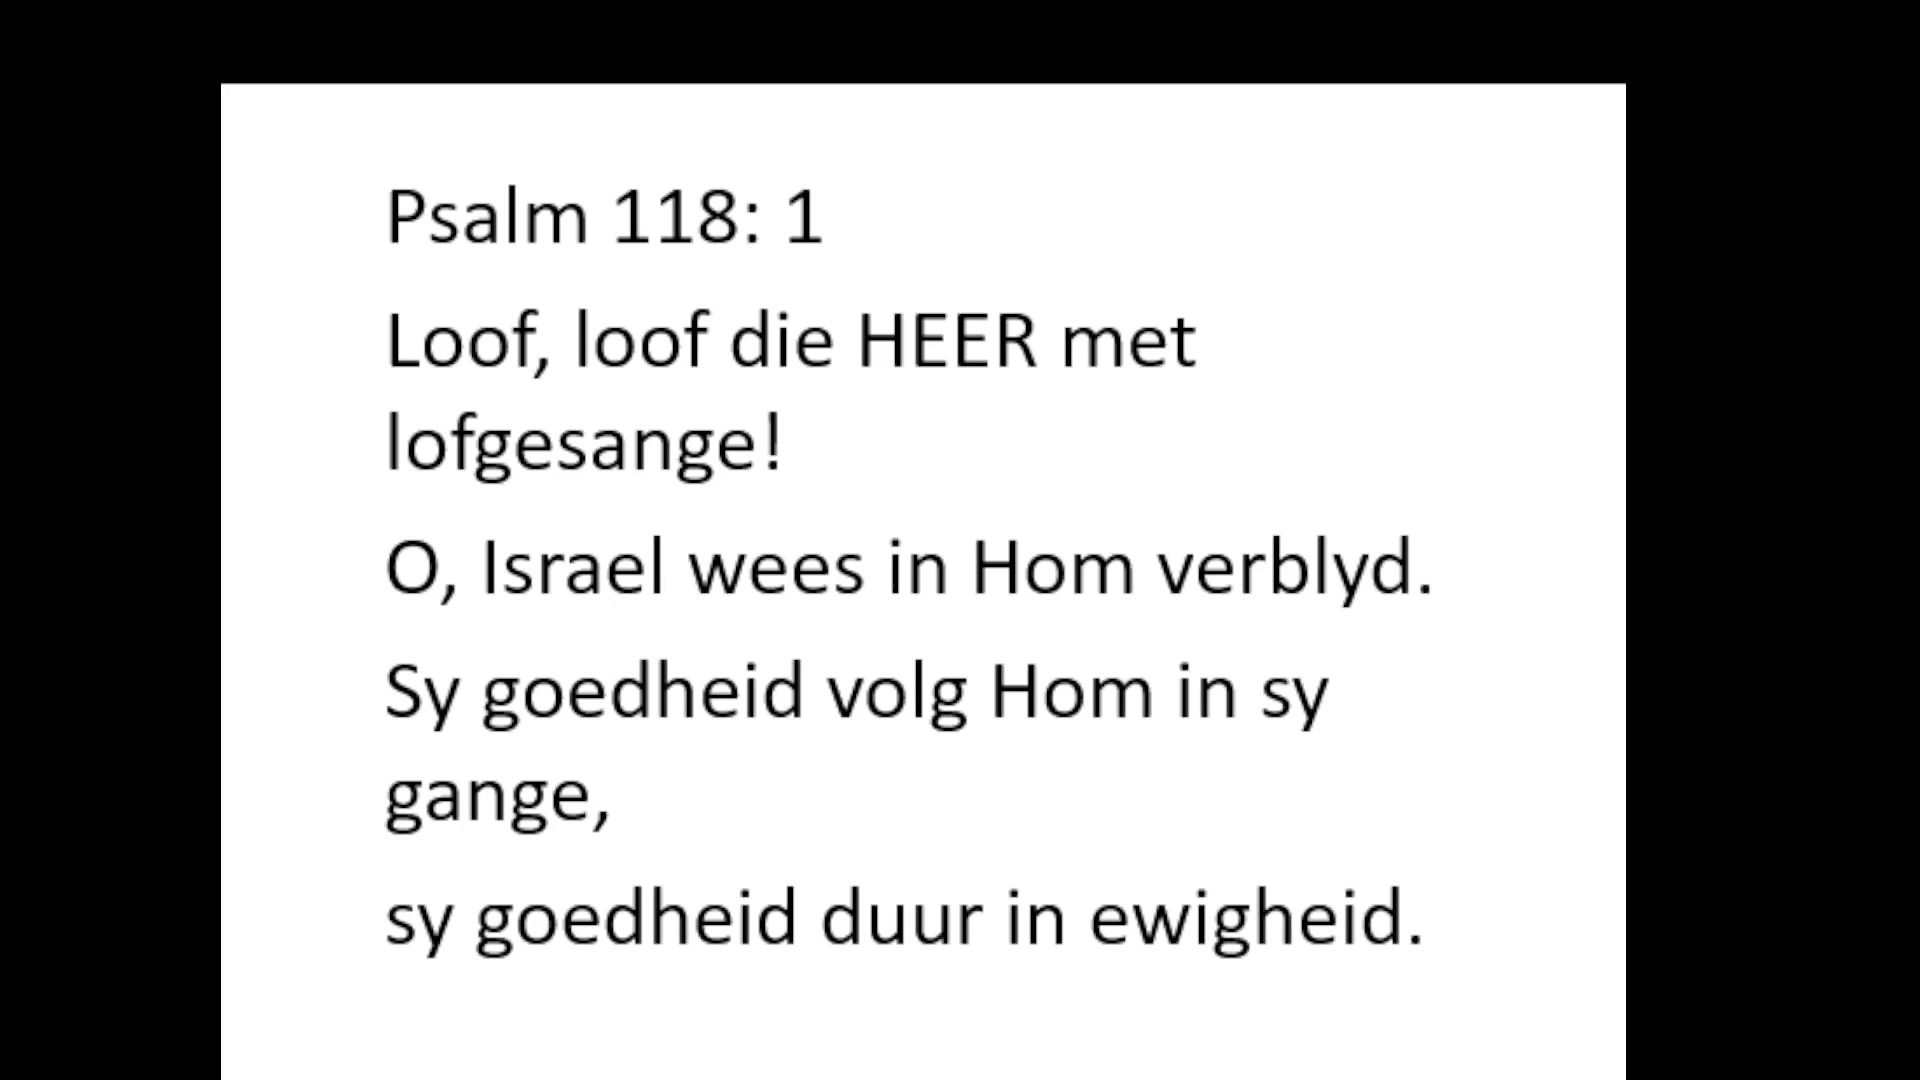 Psalm 118: 1
Loof, loof die HEER met
lofgesange!
O, Israel wees in Hom verblyd.
Sy goedheid volg Hom in sy
gange,
sy goedheid duur in ewigheid.